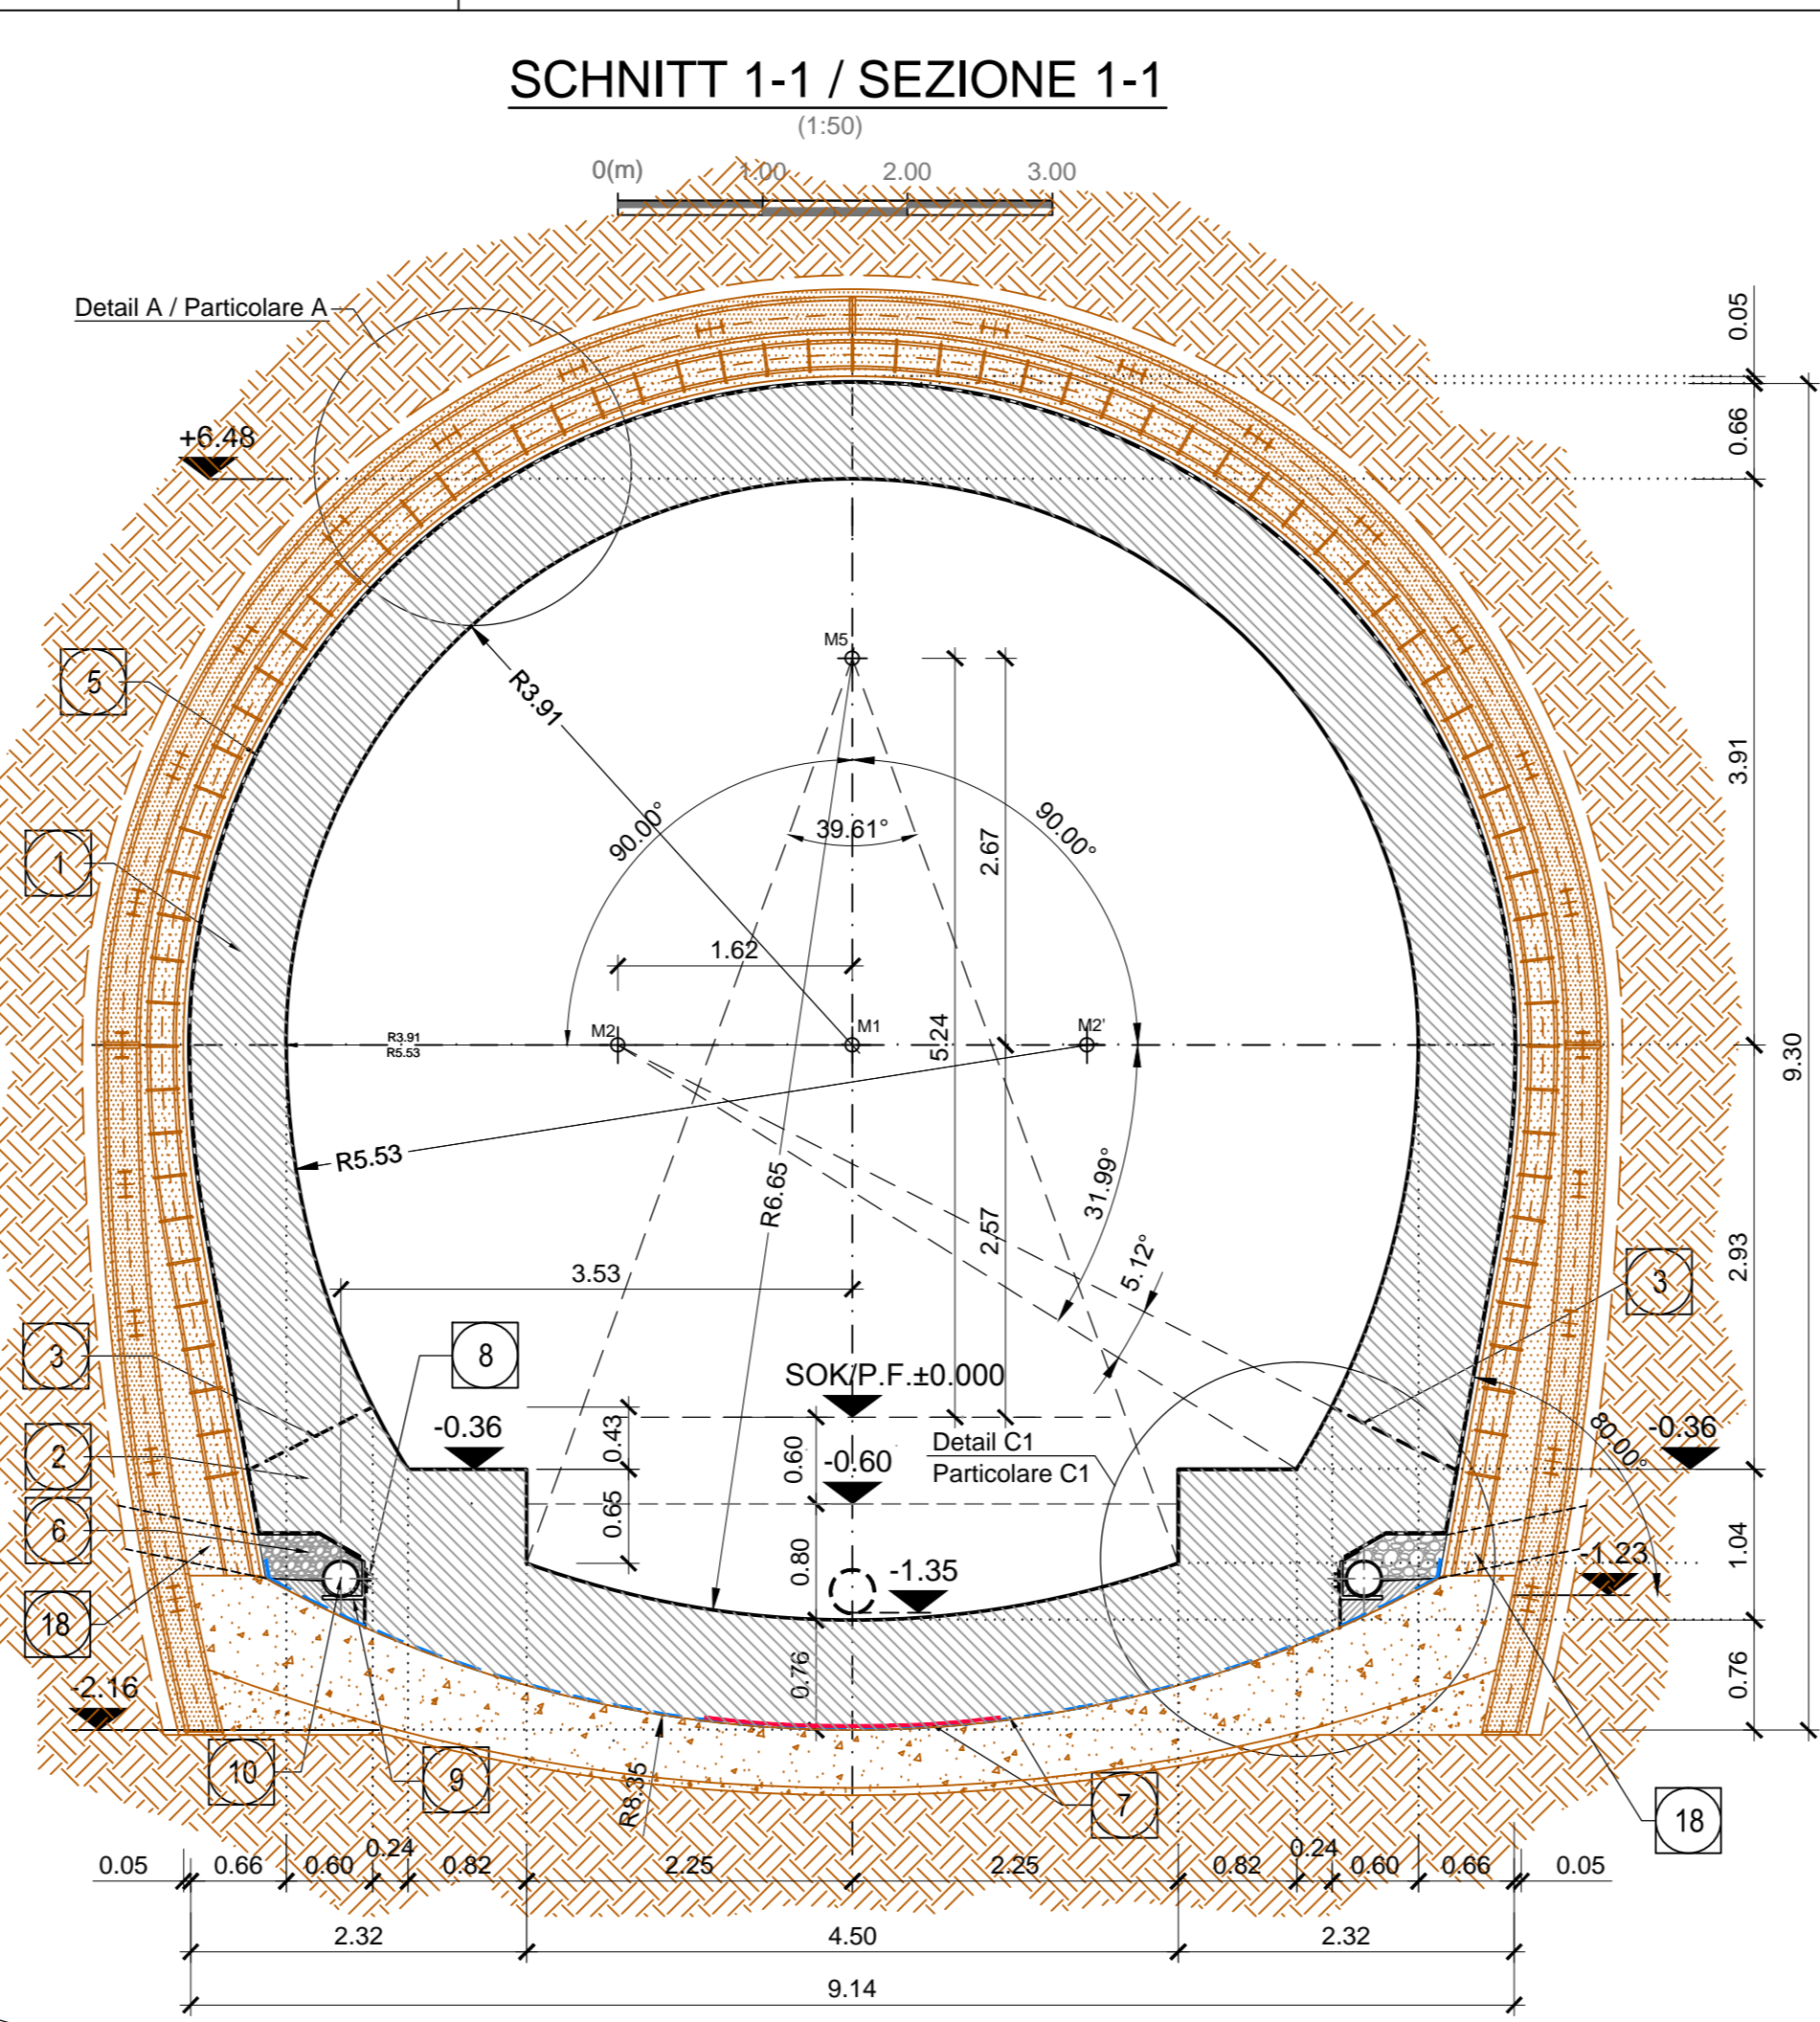 SCHNITT 1-1 / SEZIONE 1-1
(1:50)
0(m) 1.00 2.00 3.00
Detail A / Particolare A
0.05
+6.48
0.66
M5
5
R3.91
3.91
90.00°
39.61°
90.00°
2.67
1
1.62
M2
M1
M2'
R3.91
R5.53
5.24
9.30
R5.53
R6.65
31.99°
2.57
5.12°
2.93
3.53
3
3
8
SOK/P.F.±0.000
-0.36
0.43
0.60
Detail C1
Particolare C1
80.00°
-0.36
2
-0.60
6
0.65
0.80
-1.35
-1.23
1.04
18
-2.16
0.76
0.76
10
9
R8.35
7
18
0.05 0.66 0.60 0.24 0.82 2.25 2.25 0.82 0.24 0.60 0.66 0.05
2.32 4.50 2.32
9.14